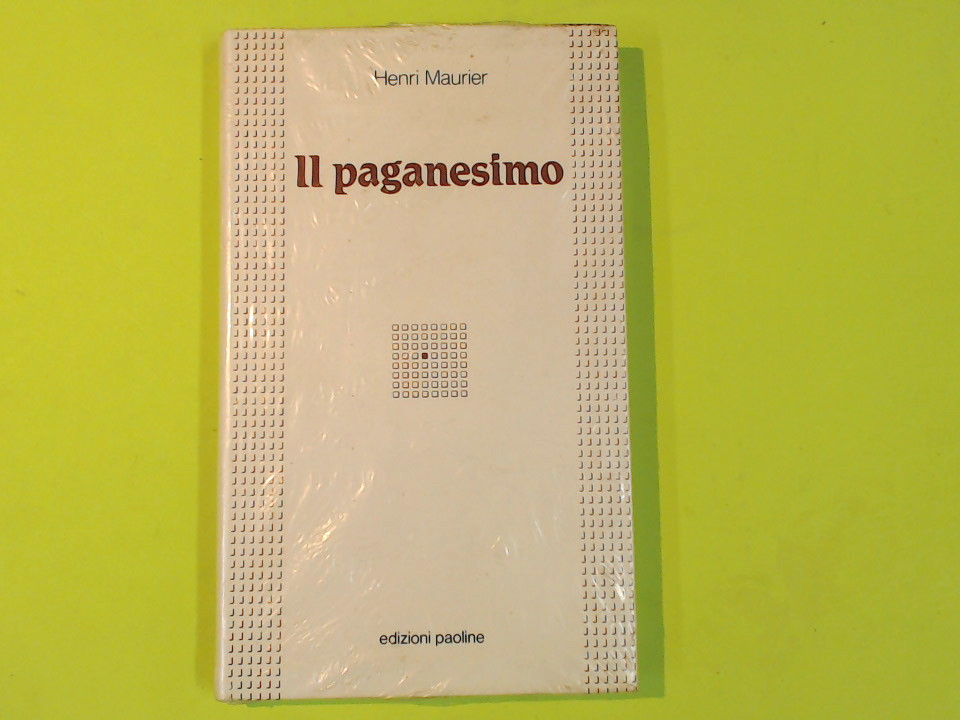 Henri Maurier
Il paganesimo
edizioni paoline